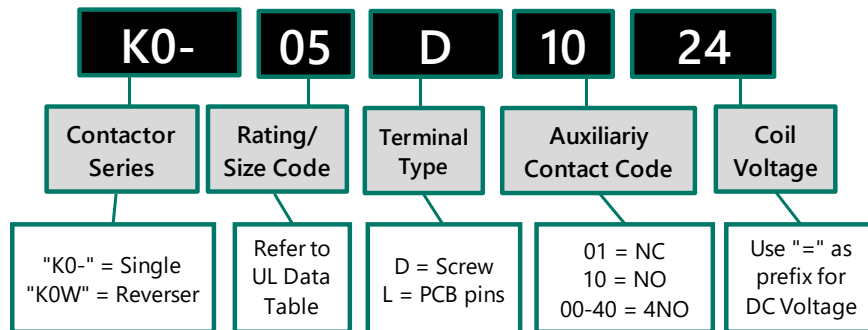 K0-
05
D
10
24
Contactor
Series
Rating/
Size Code
Terminal
Type
Auxiliariy
Contact Code
Coil
Voltage
"K0-" = Single
"K0W" = Reverser
Refer to
UL Data
Table
D = Screw
L = PCB pins
01 = NC
10 = NO
00-40 = 4NO
Use "=" as
prefix for
DC Voltage